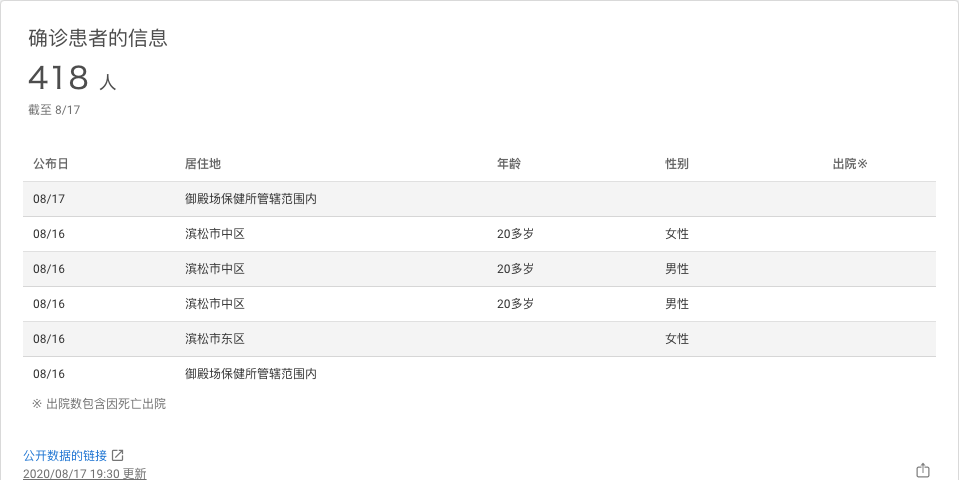 确诊患者的信息
418 人
截至 8/17
公布日 居住地 年龄 性别 出院※
08/17 御殿场保健所管辖范围内
08/16 滨松市中区 20多岁 女性
08/16 滨松市中区 20多岁 男性
08/16 滨松市中区 20多岁 男性
08/16 滨松市东区 女性
08/16 御殿场保健所管辖范围内
※ 出院数包含因死亡出院
公开数据的链接
2020/08/17 19:30 更新